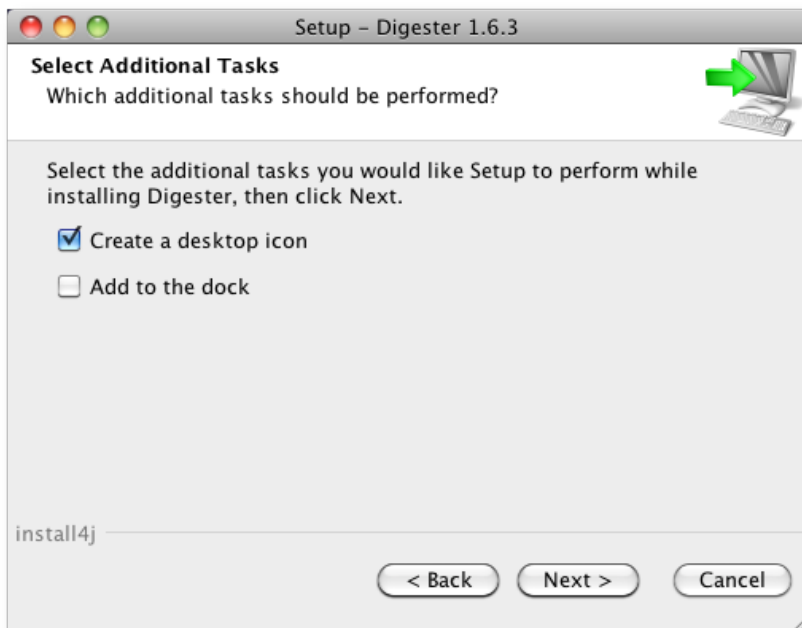 Setup – Digester 1.6.3
Select Additional Tasks
Which additional tasks should be performed?
Select the additional tasks you would like Setup to perform while
installing Digester, then click Next.
Create a desktop icon
Add to the dock
install4j
< Back Next > Cancel